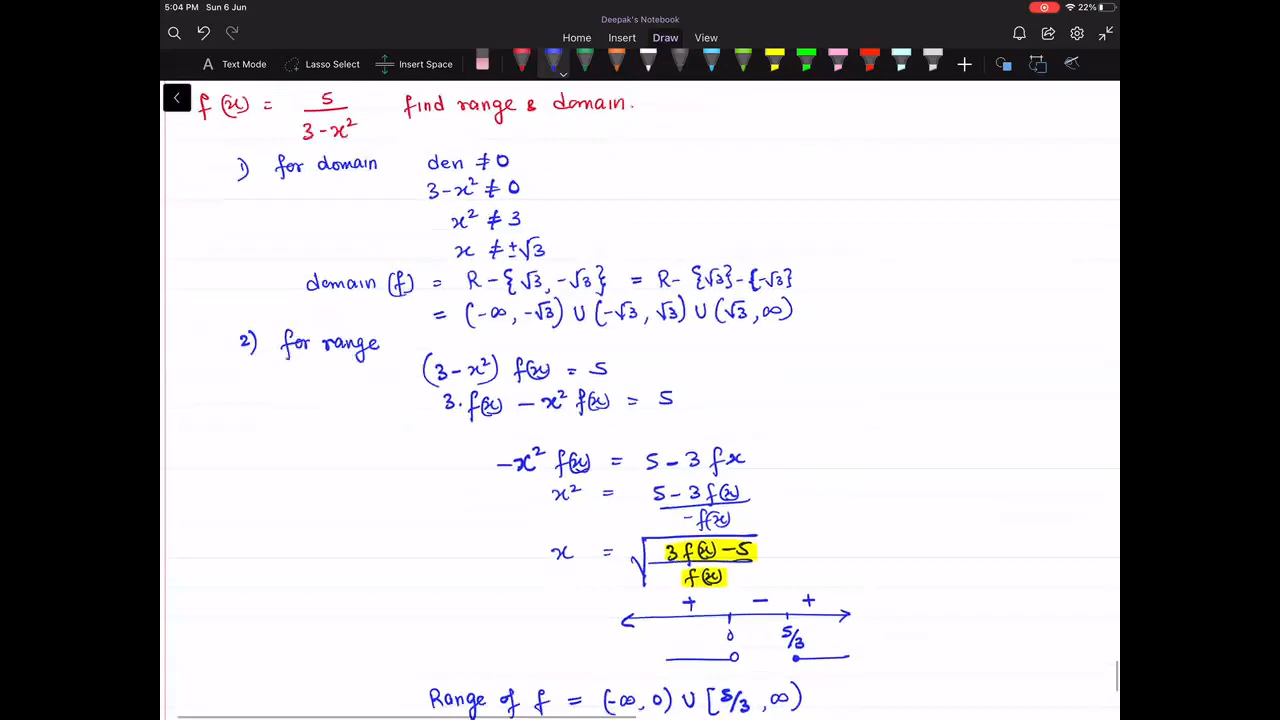 5:04 PM Sun 6 Jun
22%
Deepak's Notebook
Home Insert Draw View
Text Mode Lasso Select Insert Space
f(x) = 5/(3-x²) find range & domain.
1) for domain den ≠ 0
3-x² ≠ 0
x² ≠ 3
x ≠ ±√3
domain (f) = R - {√3, -√3} = R - {√3} - {-√3}
= (-∞, -√3) ∪ (-√3, √3) ∪ (√3, ∞)
2) for range
(3-x²) f(x) = 5
3·f(x) - x² f(x) = 5
-x² f(x) = 5 - 3 fx
x² = (5 - 3 f(x))/(-f(x))
x = √((3 f(x) - 5)/f(x))
+ - +
0 5/3
Range of f = (-∞, 0) ∪ [5/3, ∞)